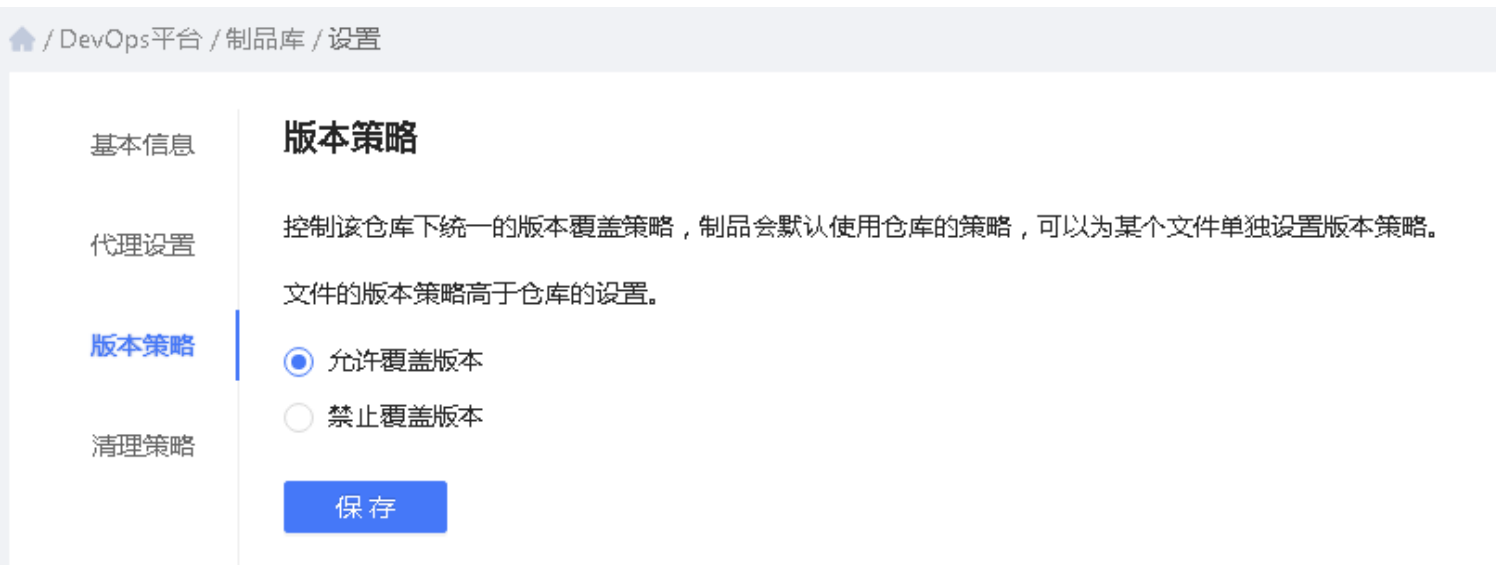 / DevOps平台 / 制品库 / 设置
基本信息
代理设置
版本策略
清理策略
版本策略
控制该仓库下统一的版本覆盖策略，制品会默认使用仓库的策略，可以为某个文件单独设置版本策略。
文件的版本策略高于仓库的设置。
允许覆盖版本
禁止覆盖版本
保存